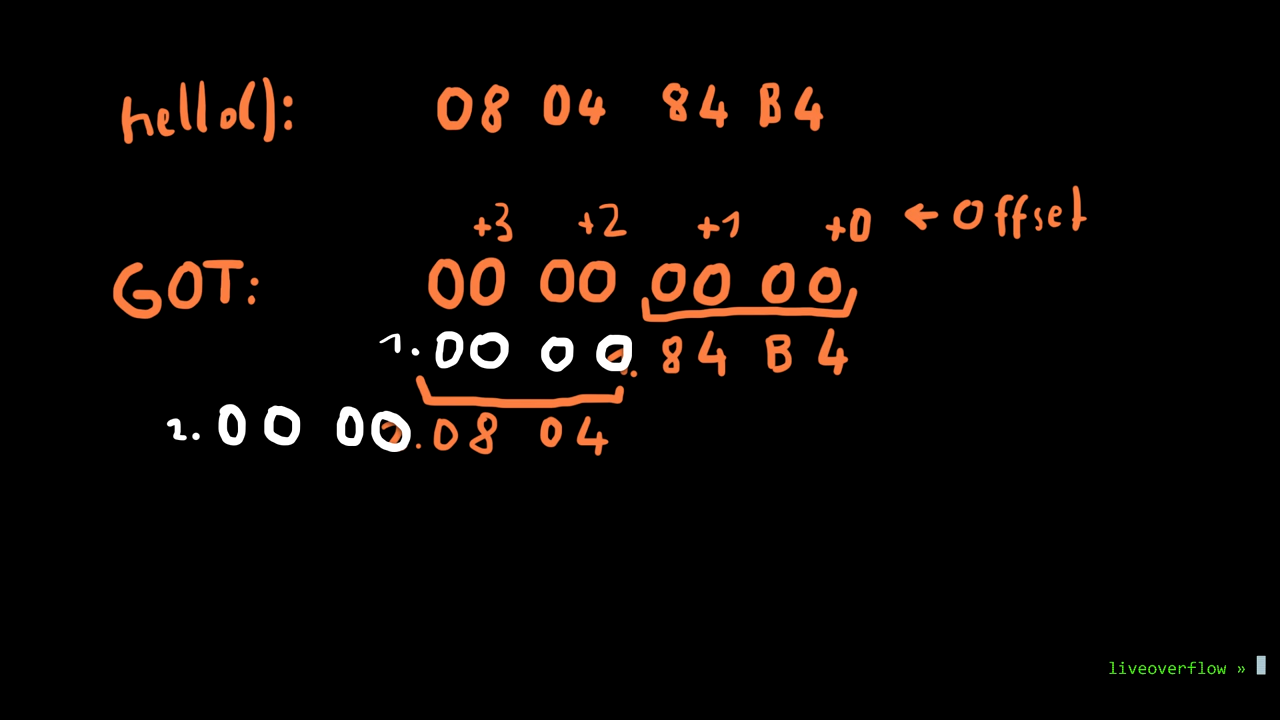 hello(): 08 04 84 B4
+3 +2 +1 +0 ← Offset
GOT: 00 00 00 00
1. 00 00 84 B4
2. 00 00 08 04
liveoverflow »